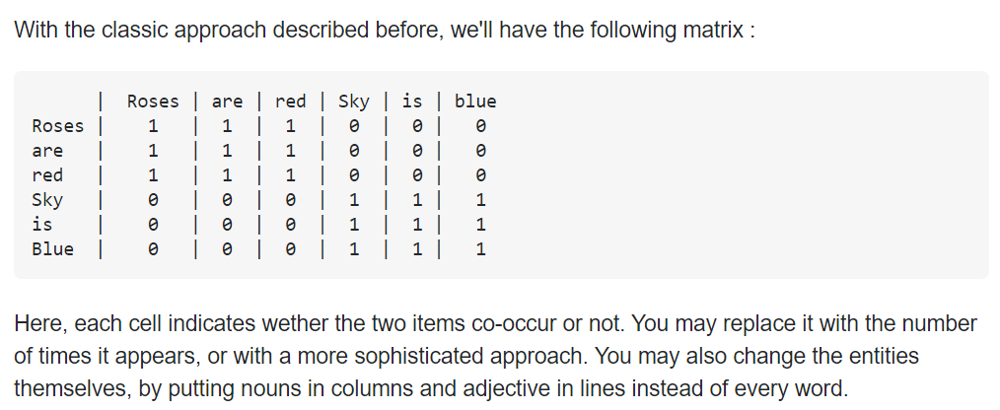 With the classic approach described before, we'll have the following matrix :
| Roses | are | red | Sky | is | blue
Roses | 1 | 1 | 1 | 0 | 0 | 0
are | 1 | 1 | 1 | 0 | 0 | 0
red | 1 | 1 | 1 | 0 | 0 | 0
Sky | 0 | 0 | 0 | 1 | 1 | 1
is | 0 | 0 | 0 | 1 | 1 | 1
Blue | 0 | 0 | 0 | 1 | 1 | 1
Here, each cell indicates wether the two items co-occur or not. You may replace it with the number
of times it appears, or with a more sophisticated approach. You may also change the entities
themselves, by putting nouns in columns and adjective in lines instead of every word.